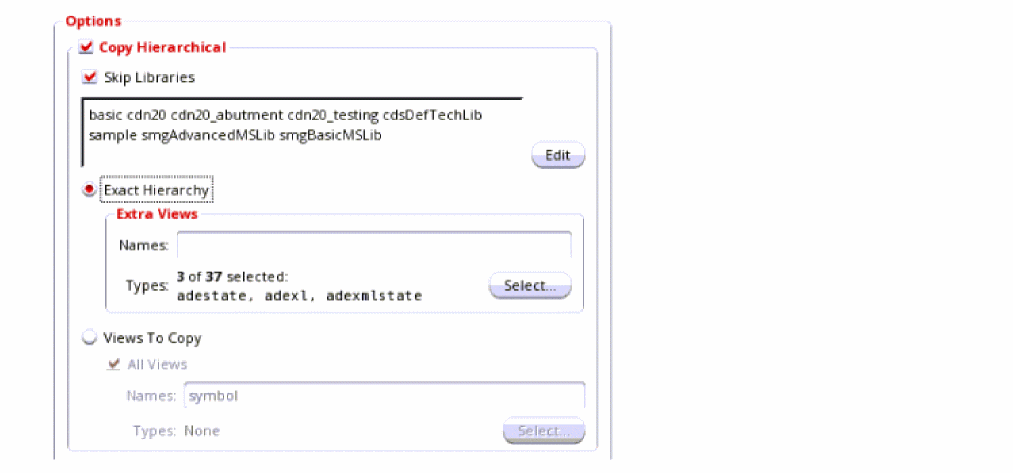 Options
Copy Hierarchical
Skip Libraries
basic cdn20 cdn20_abutment cdn20_testing cdsDefTechLib
sample smgAdvancedMSLib smgBasicMSLib
Edit
Exact Hierarchy
Extra Views
Names:
Types: 3 of 37 selected:
adestate, adexl, adexmlstate
Select...
Views To Copy
All Views
Names: symbol
Types: None
Select...